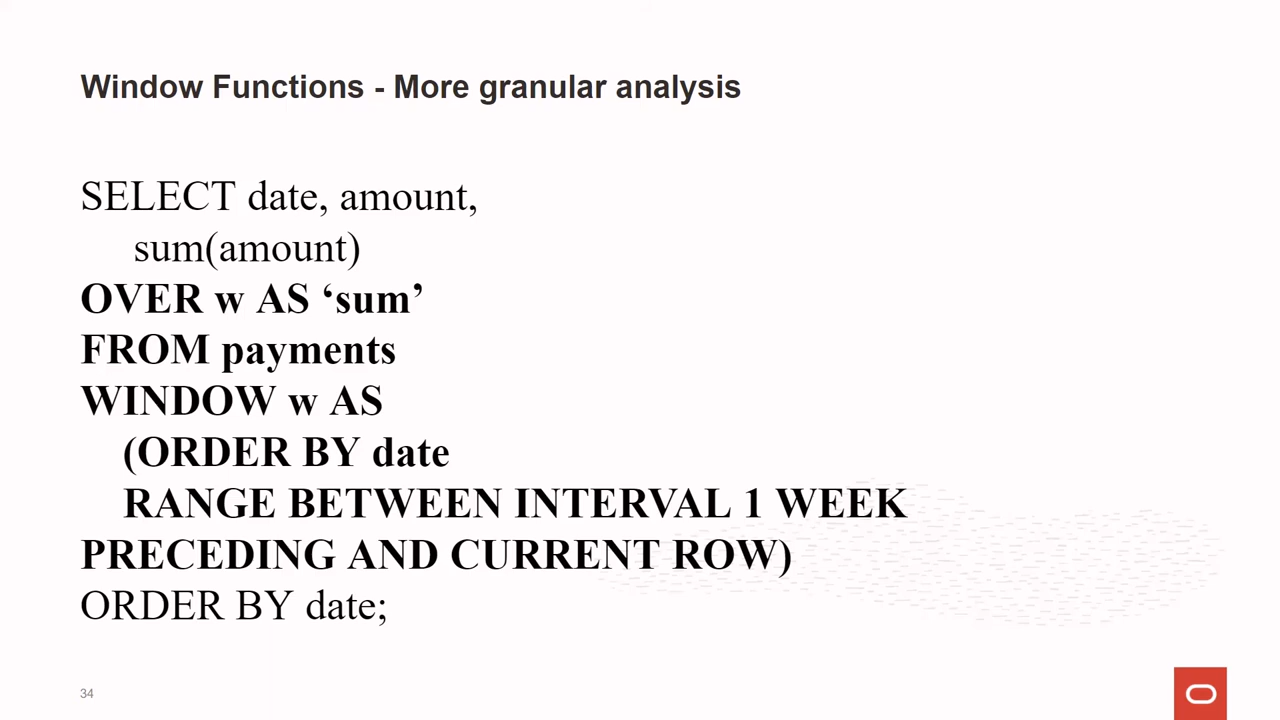 Window Functions - More granular analysis
SELECT date, amount,
sum(amount)
OVER w AS ‘sum’
FROM payments
WINDOW w AS
(ORDER BY date
RANGE BETWEEN INTERVAL 1 WEEK
PRECEDING AND CURRENT ROW)
ORDER BY date;
34